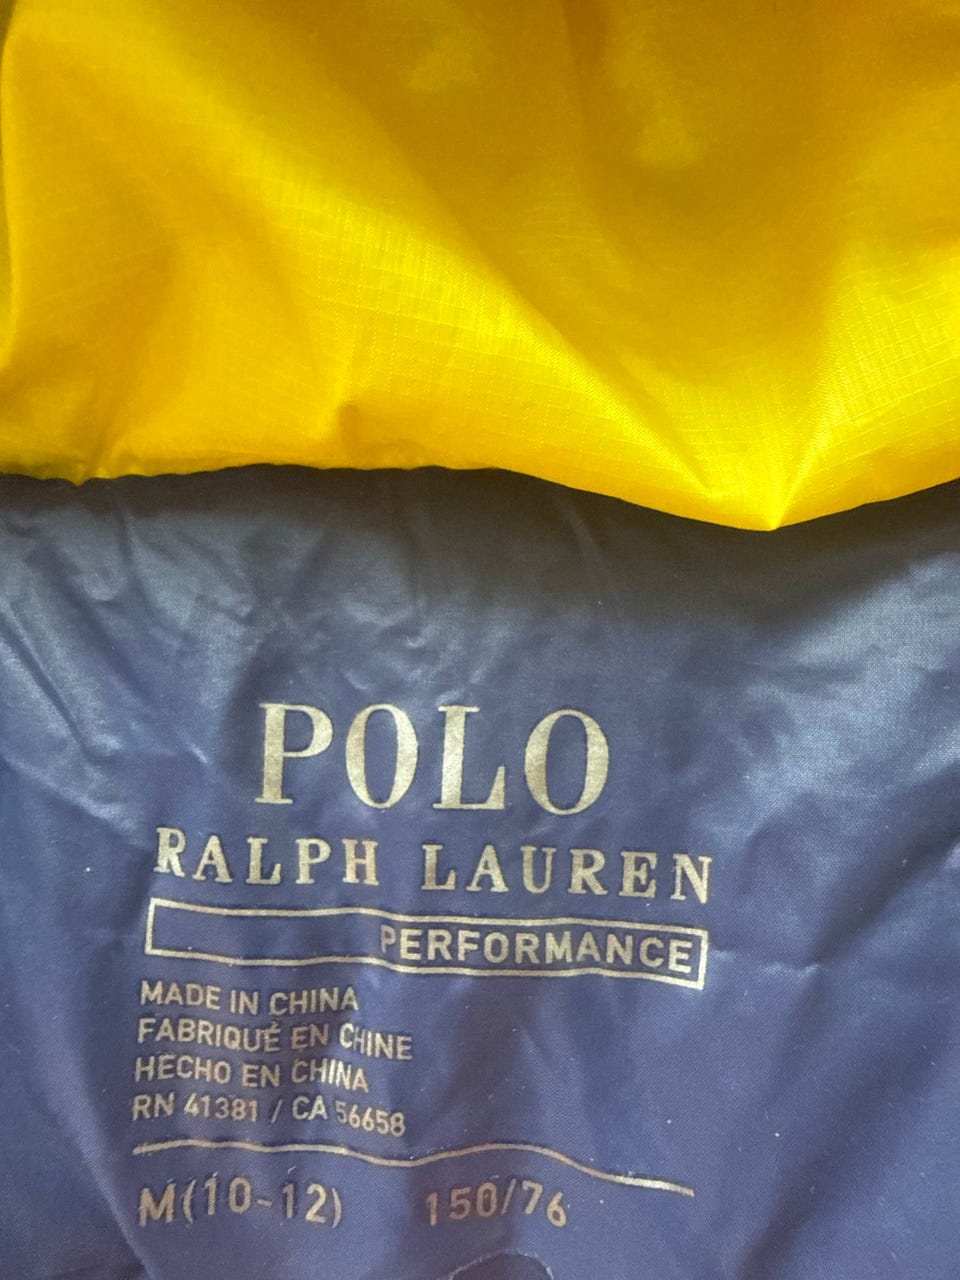 POLO
RALPH LAUREN
PERFORMANCE
MADE IN CHINA
FABRIQUÉ EN CHINE
HECHO EN CHINA
RN 41381 / CA 56658
M(10-12) 150/76